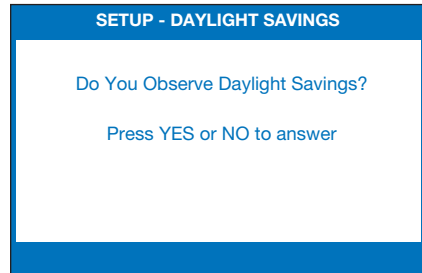 SETUP - DAYLIGHT SAVINGS
Do You Observe Daylight Savings?
Press YES or NO to answer